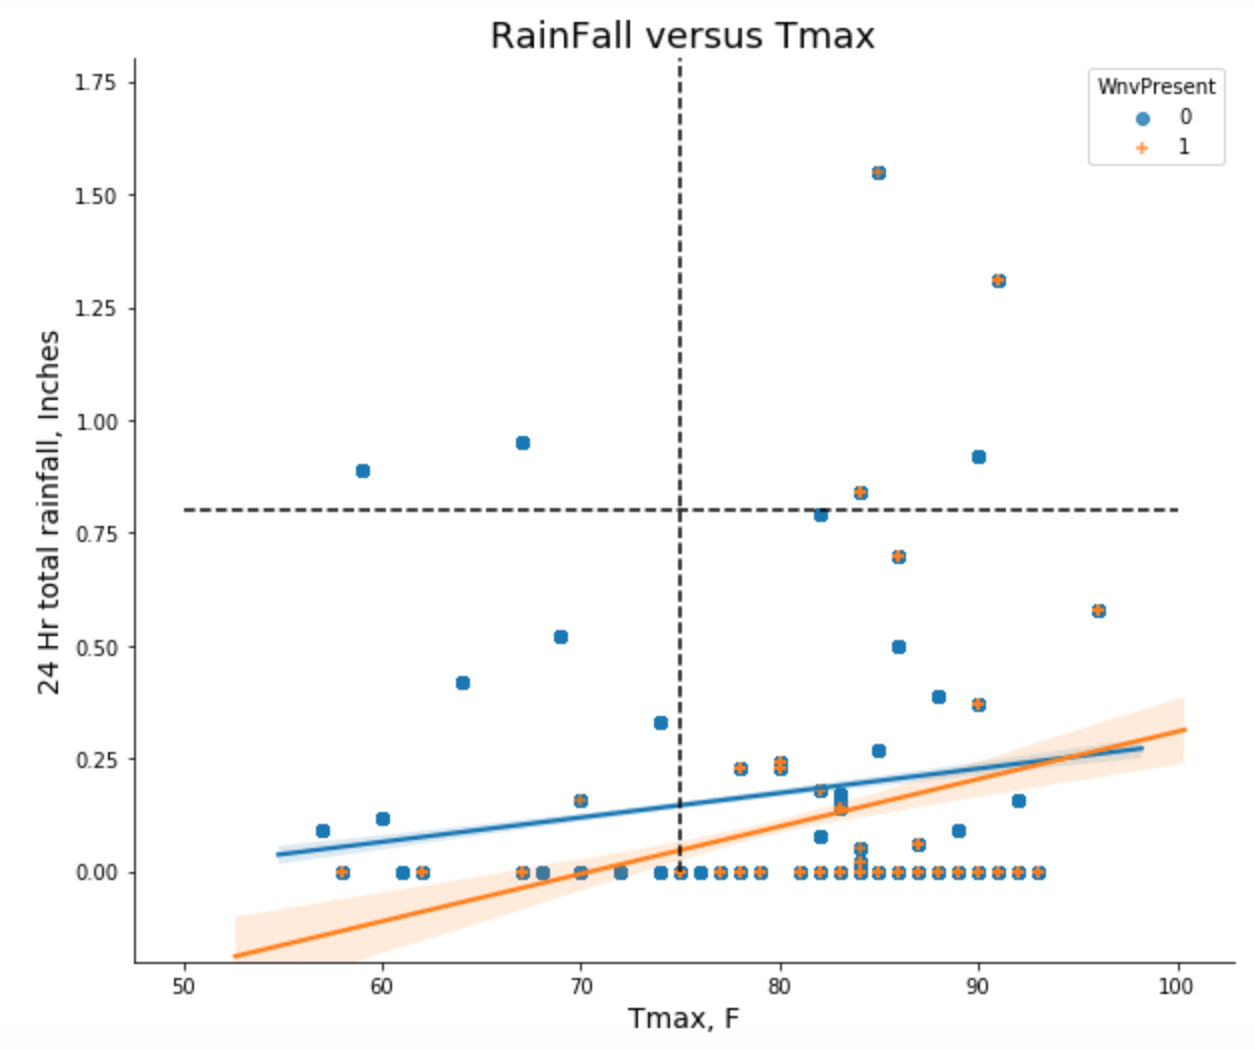 RainFall versus Tmax
WnvPresent
0
1
1.75
1.50
1.25
1.00
0.75
0.50
0.25
0.00
24 Hr total rainfall, Inches
50 60 70 80 90 100
Tmax, F